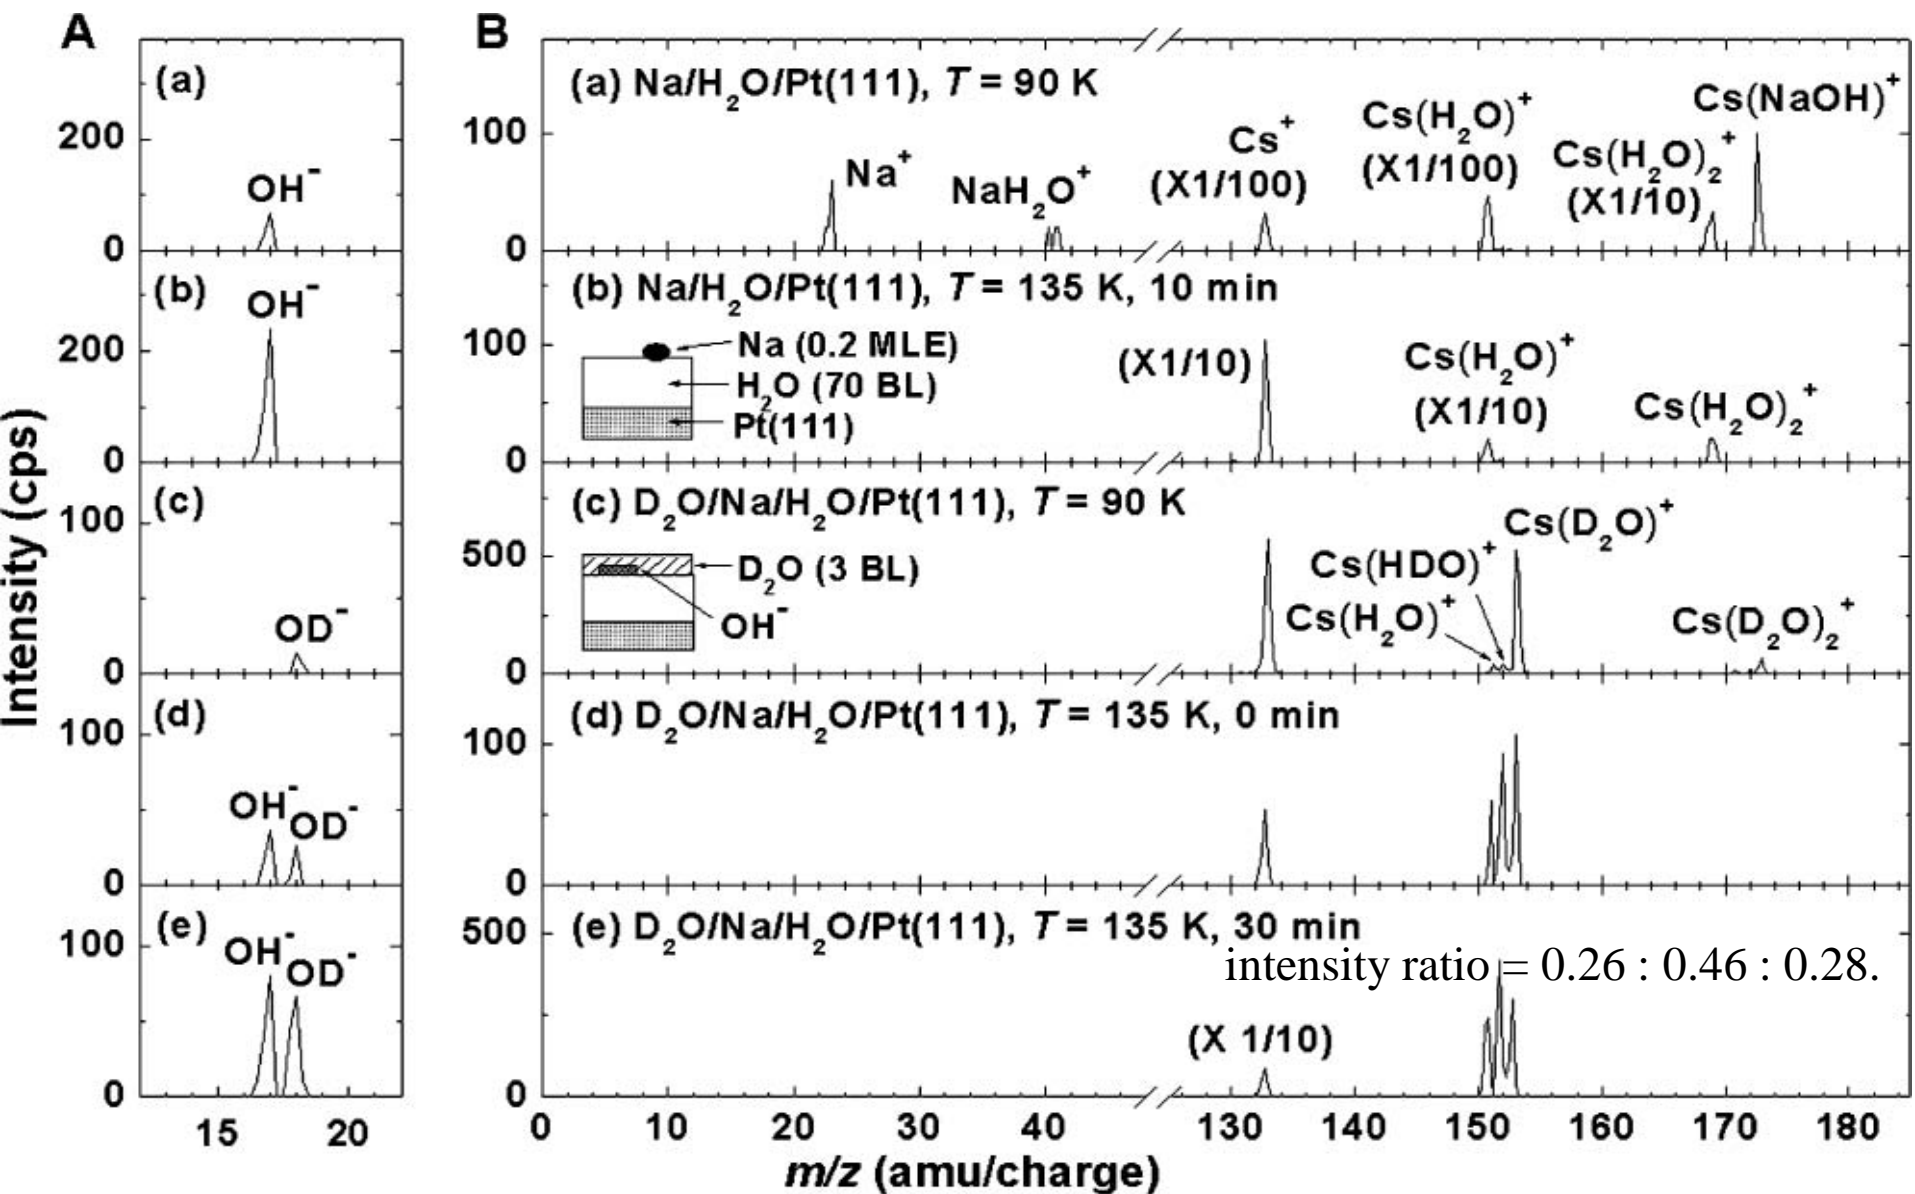 A
(a)
200
OH⁻
0
(b)
OH⁻
200
0
(c)
100
OD⁻
0
(d)
100
OH⁻
OD⁻
0
(e)
100
OH⁻
OD⁻
0
15 20
Intensity (cps)
B
(a) Na/H₂O/Pt(111), T = 90 K
100
0
Na⁺
NaH₂O⁺
Cs⁺
(X1/100)
Cs(H₂O)⁺
(X1/100)
Cs(H₂O)₂⁺
(X1/10)
Cs(NaOH)⁺
(b) Na/H₂O/Pt(111), T = 135 K, 10 min
100
0
Na (0.2 MLE)
H₂O (70 BL)
Pt(111)
(X1/10)
Cs(H₂O)⁺
(X1/10)
Cs(H₂O)₂⁺
(c) D₂O/Na/H₂O/Pt(111), T = 90 K
500
0
D₂O (3 BL)
OH⁻
Cs(D₂O)⁺
Cs(HDO)⁺
Cs(H₂O)⁺
Cs(D₂O)₂⁺
(d) D₂O/Na/H₂O/Pt(111), T = 135 K, 0 min
100
0
(e) D₂O/Na/H₂O/Pt(111), T = 135 K, 30 min
500
intensity ratio = 0.26 : 0.46 : 0.28.
(X 1/10)
0
0 10 20 30 40 130 140 150 160 170 180
m/z (amu/charge)